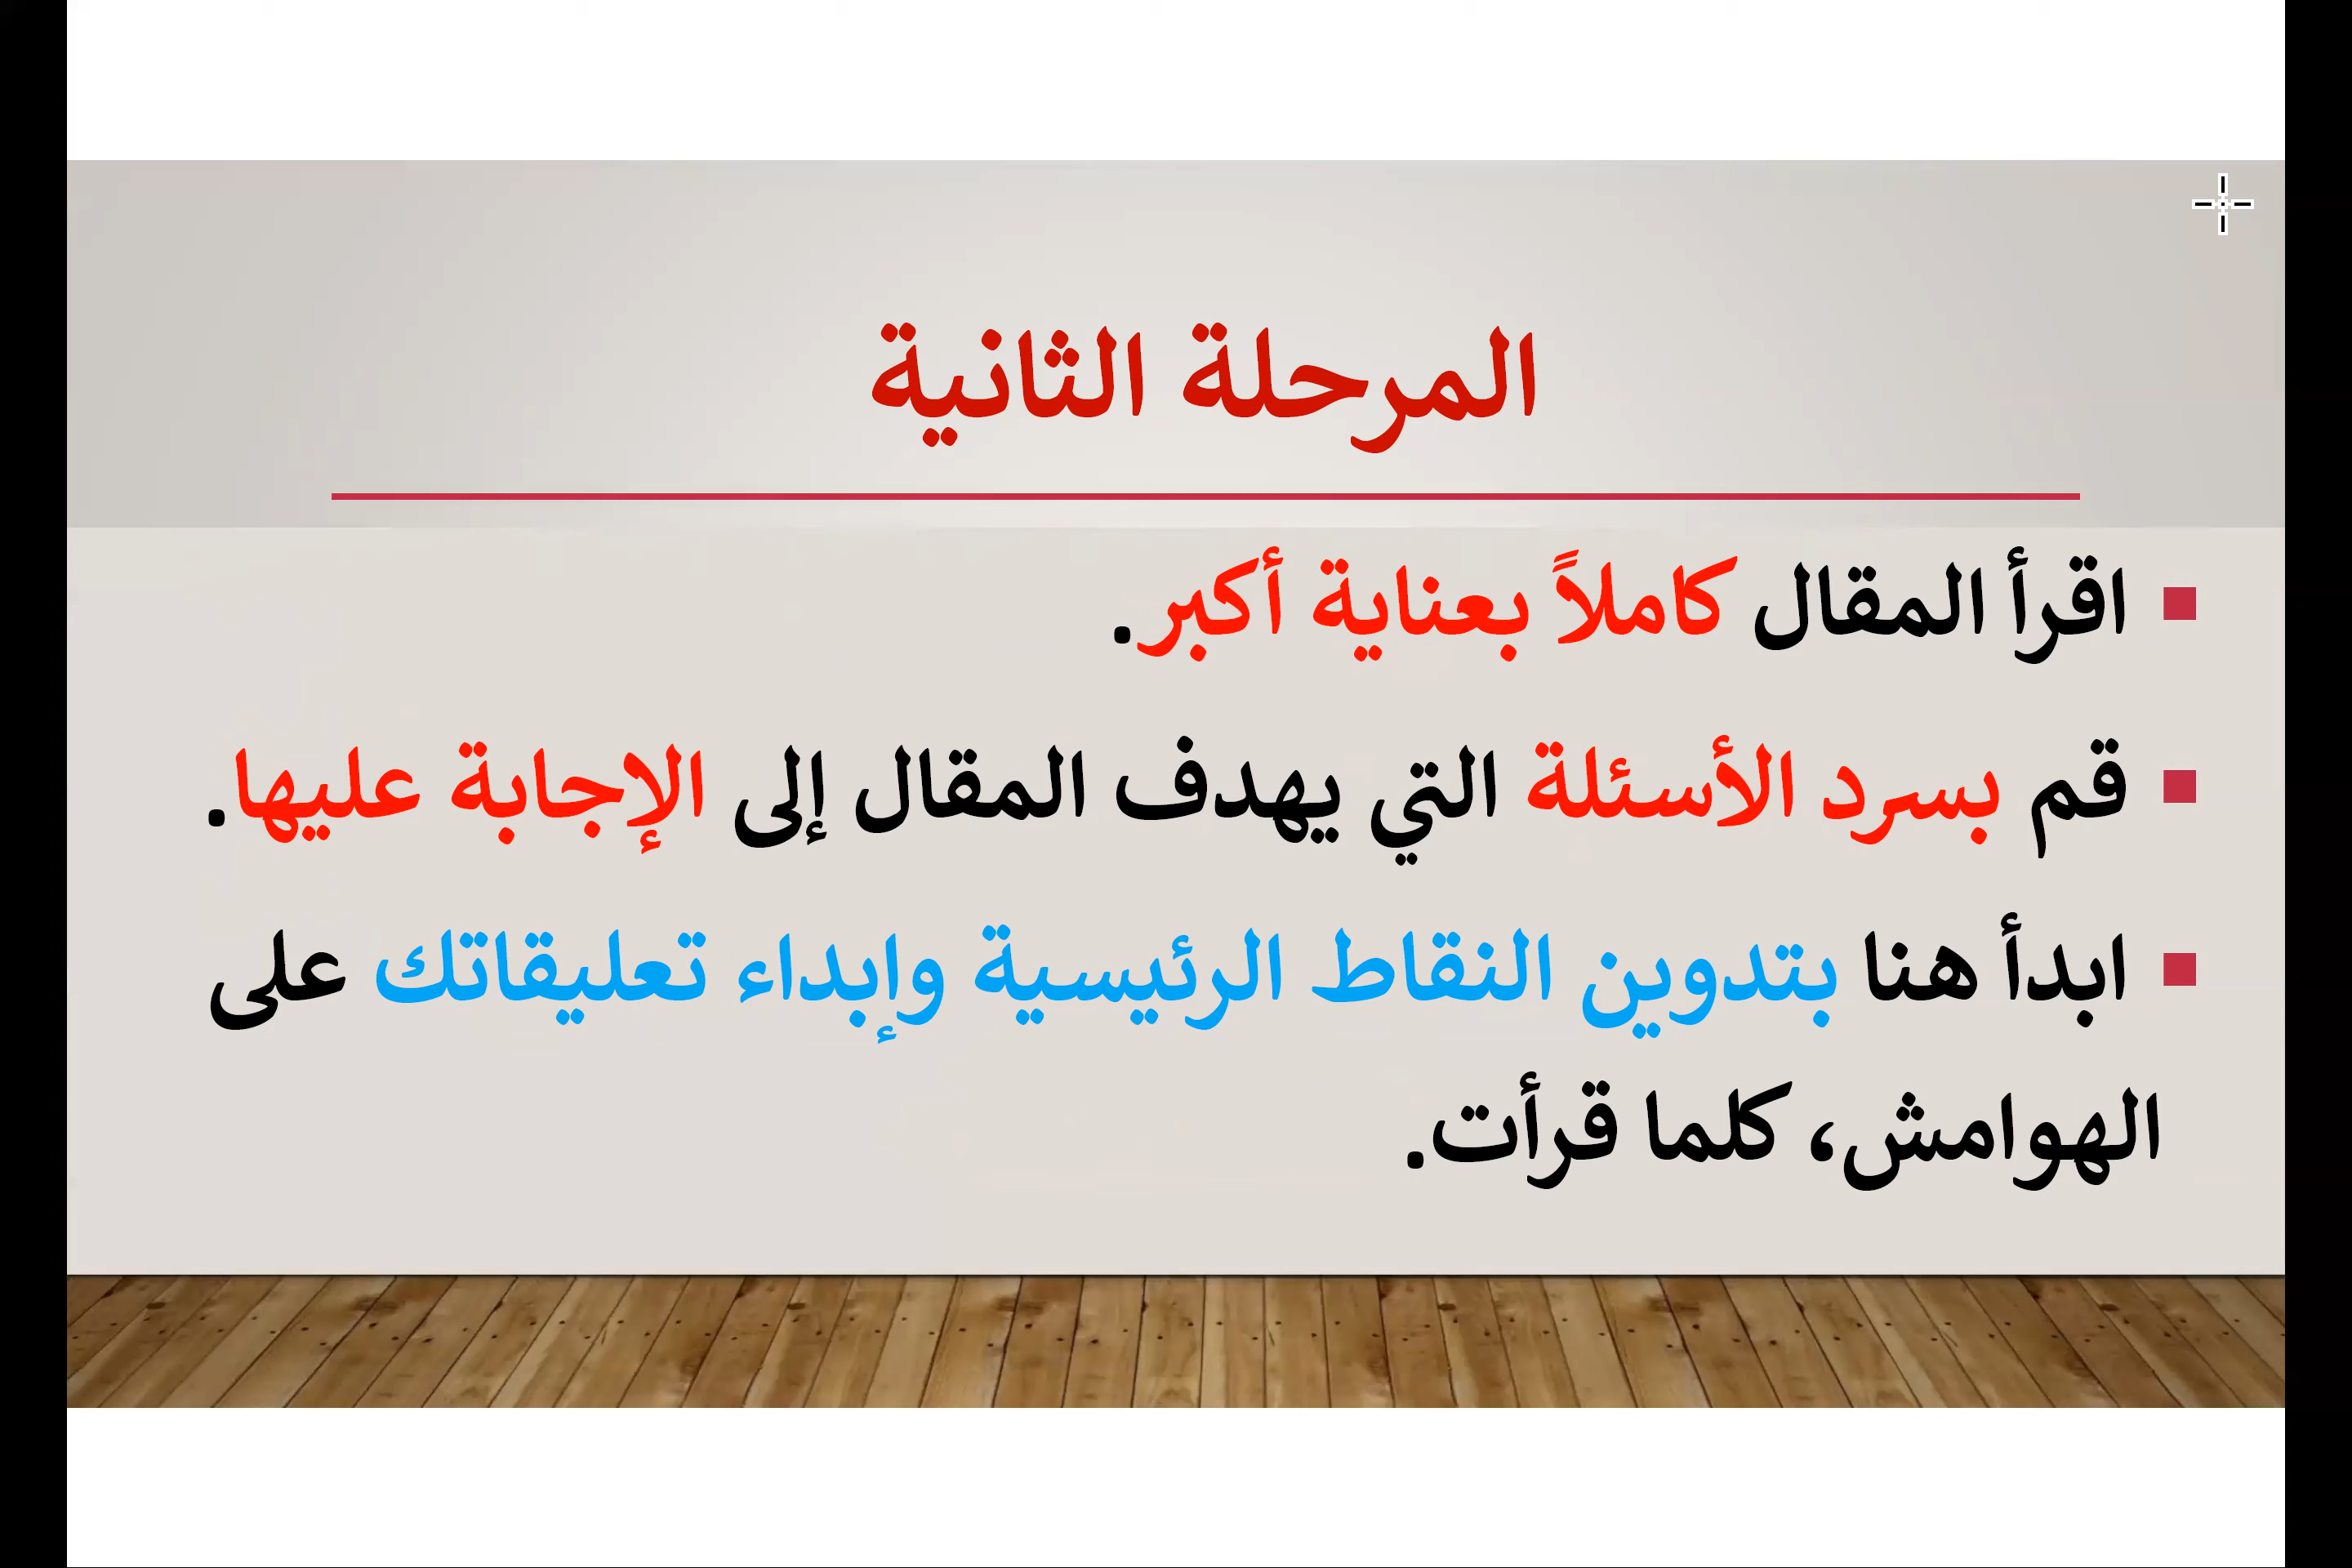 المرحلة الثانية
اقرأ المقال كاملاً بعناية أكبر.
قم بسرد الأسئلة التي يهدف المقال إلى الإجابة عليها.
ابدأ هنا بتدوين النقاط الرئيسية وإبداء تعليقاتك على
الهوامش، كلما قرأت.